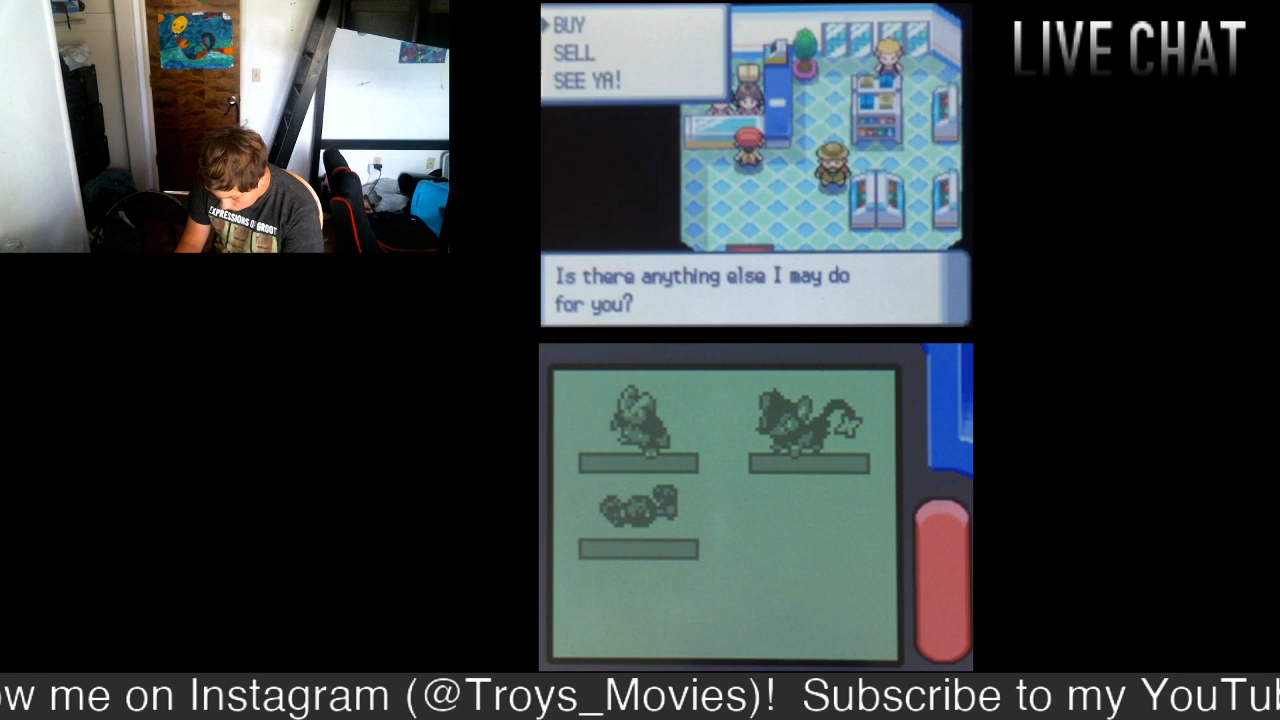 EXPRESSIONS OF GROOT
BUY
SELL
SEE YA!
Is there anything else I may do
for you?
LIVE CHAT
ow me on Instagram (@Troys_Movies)!  Subscribe to my YouTub